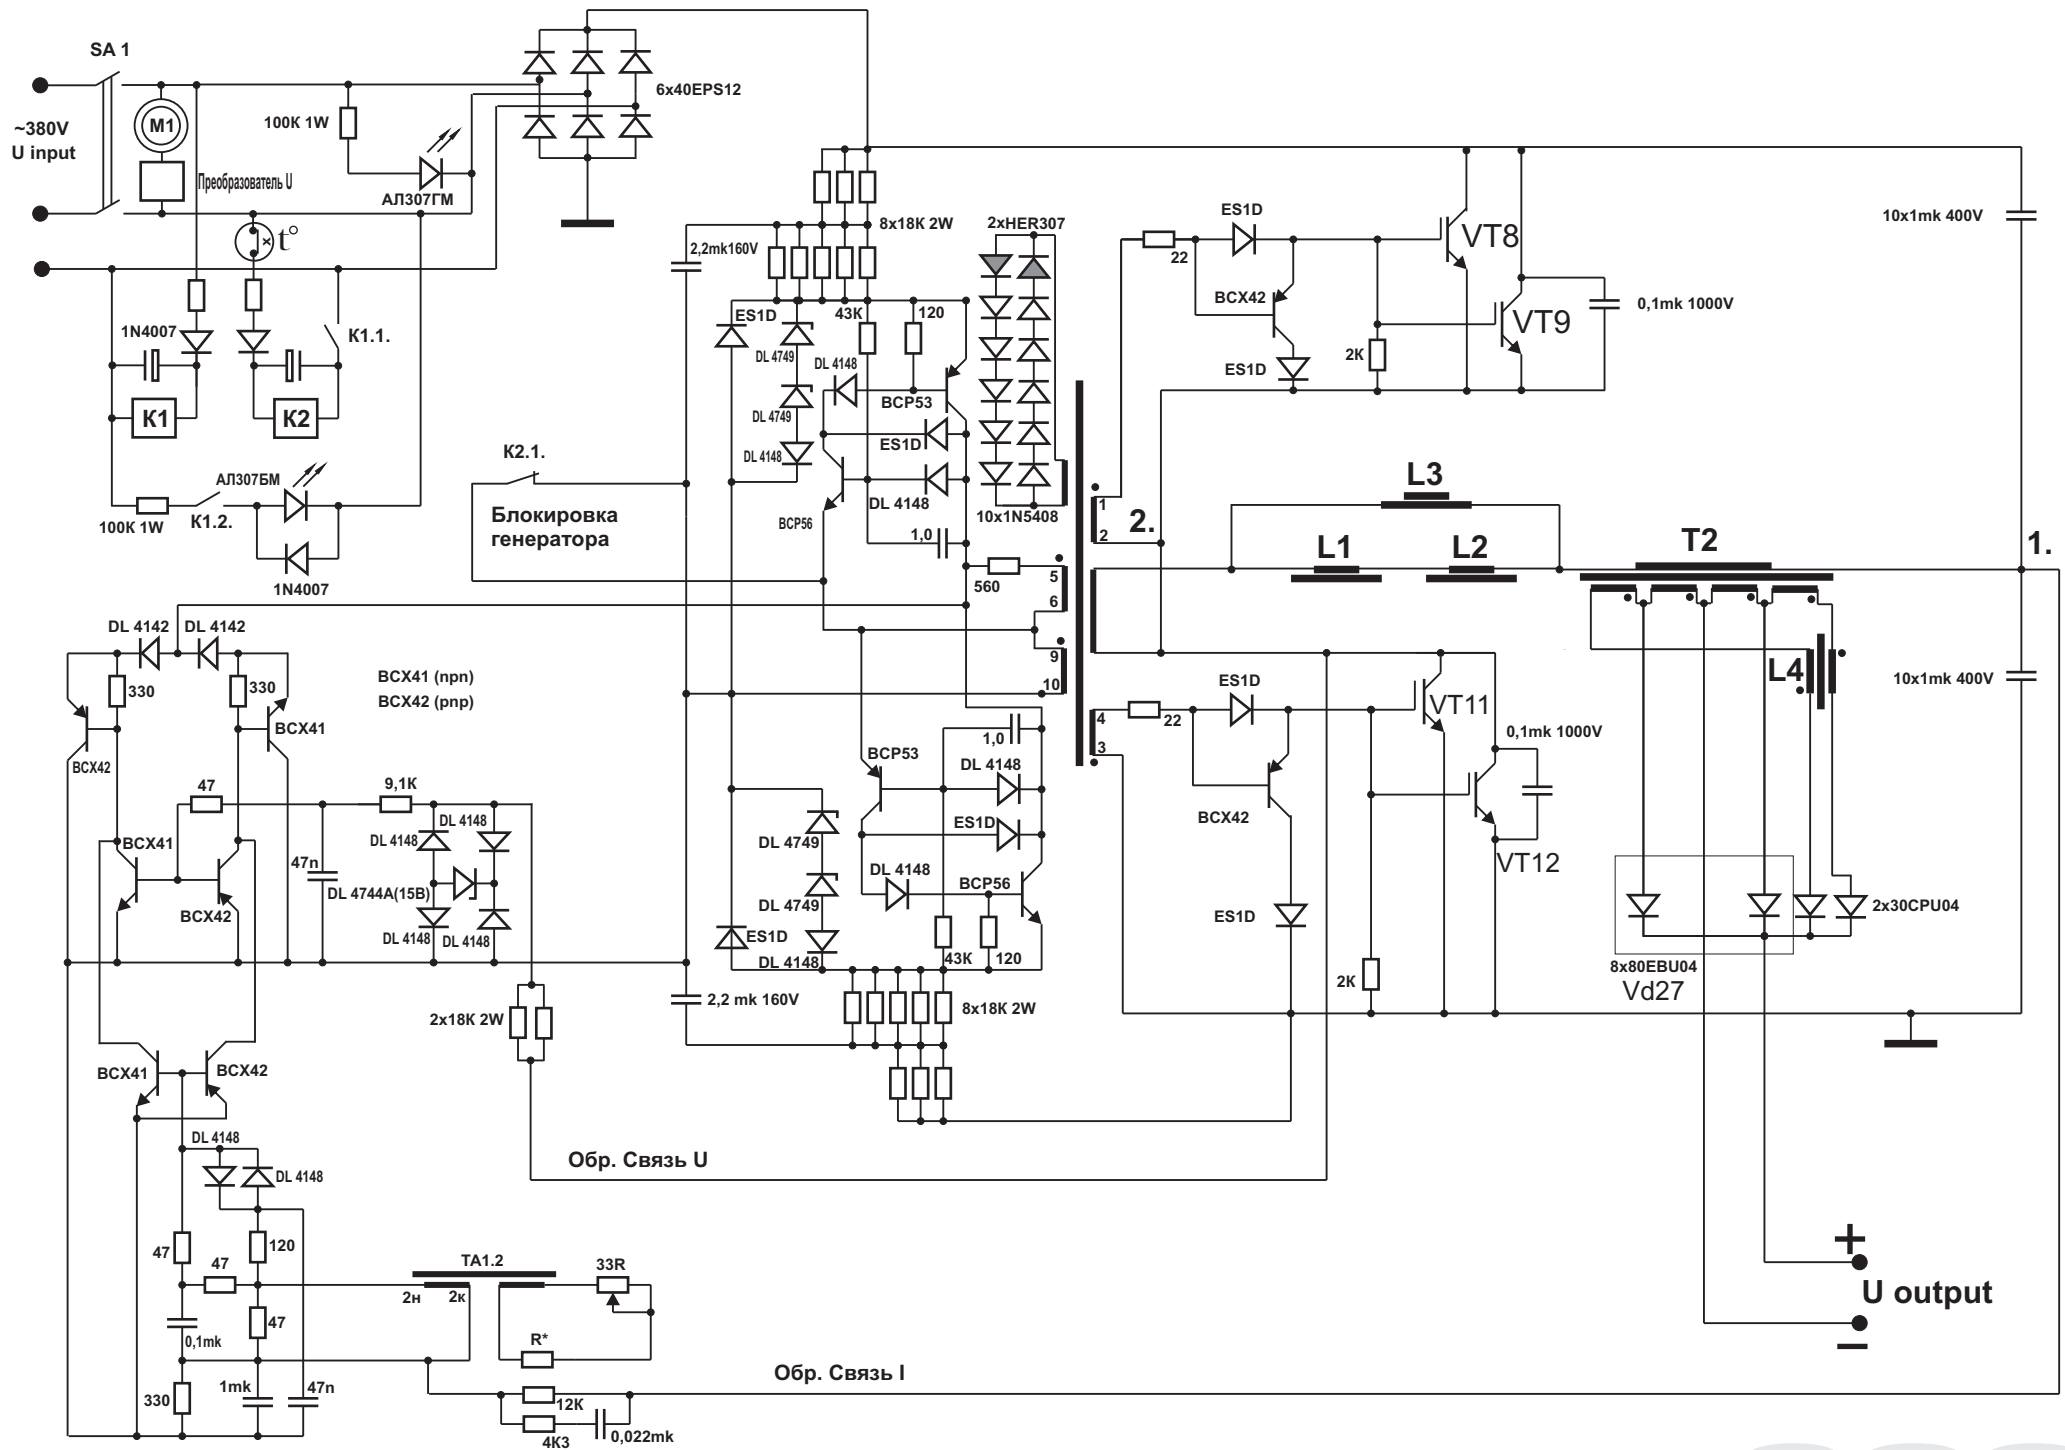 SA 1
~380V
U input
M1
Преобразователь U
100K 1W
АЛ307ГМ
6x40EPS12
t°
1N4007
K1.1.
K1
K2
АЛ307БМ
100K 1W
K1.2.
1N4007
8x18K 2W
2,2mk160V
ES1D
43K
120
DL 4749
DL 4148
DL 4749
BCP53
ES1D
DL 4148
DL 4148
BCP56
1,0
2xHER307
10x1N5408
K2.1.
Блокировка
генератора
560
5
6
9
10
1
2
4
3
2.
22
ES1D
BCX42
ES1D
2K
VT8
VT9
0,1mk 1000V
10x1mk 400V
L3
L1
L2
T2
1.
L4
10x1mk 400V
DL 4142
DL 4142
330
330
BCX41 (npn)
BCX42 (pnp)
BCX42
BCX41
47
9,1K
BCX41
BCX42
47n
DL 4148
DL 4148
DL 4744A(15B)
DL 4148
DL 4148
2x18K 2W
BCP53
1,0
DL 4148
ES1D
DL 4749
DL 4749
DL 4148
BCP56
ES1D
DL 4148
43K
120
2,2 mk 160V
8x18K 2W
22
ES1D
BCX42
ES1D
2K
VT11
0,1mk 1000V
VT12
2x30CPU04
8x80EBU04
Vd27
BCX41
BCX42
DL 4148
DL 4148
Обр. Связь U
47
47
120
47
0,1mk
330
1mk
47n
TA1.2
2н
2к
33R
R*
Обр. Связь I
12K
4K3
0,022mk
+
U output
−